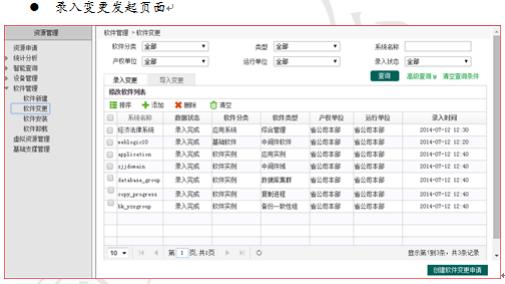 录入变更发起页面
资源管理
资源申请
统计分析
智能查询
设备管理
软件管理
软件新建
软件变更
软件安装
软件卸载
虚拟资源管理
基础支撑管理
软件管理 > 软件变更
软件分类 全部 类型 全部 系统名称
产权单位 全部 运行单位 全部 录入状态 全部
查询 高级查询 清空查询条件
录入变更 导入变更
修改软件列表
排序 添加 删除 清空
系统名称 数据状态 软件分类 软件类型 产权单位 运行单位 录入时间
经济法律系统 录入完成 应用系统 综合管理 省公司本部 省公司本部 2014-07-12 12:30
weblogic10 录入完成 基础软件 中间件软件 省公司本部 省公司本部 2014-07-12 12:20
application 录入完成 软件实例 应用实例 省公司本部 省公司本部 2014-07-12 12:40
zjjdomain 录入完成 软件实例 中间件域 省公司本部 省公司本部 2014-07-12 12:40
database_group 录入完成 软件实例 数据库集群 省公司本部 省公司本部 2014-07-12 12:40
copy_progress 录入完成 软件实例 复制进程 省公司本部 省公司本部 2014-07-12 12:40
录入完成 软件实例 备份一致性组 省公司本部 省公司本部 2014-07-12 12:40
10 第 1 页,共1页 显示第1到3条, 共3条记录
创建软件变更申请